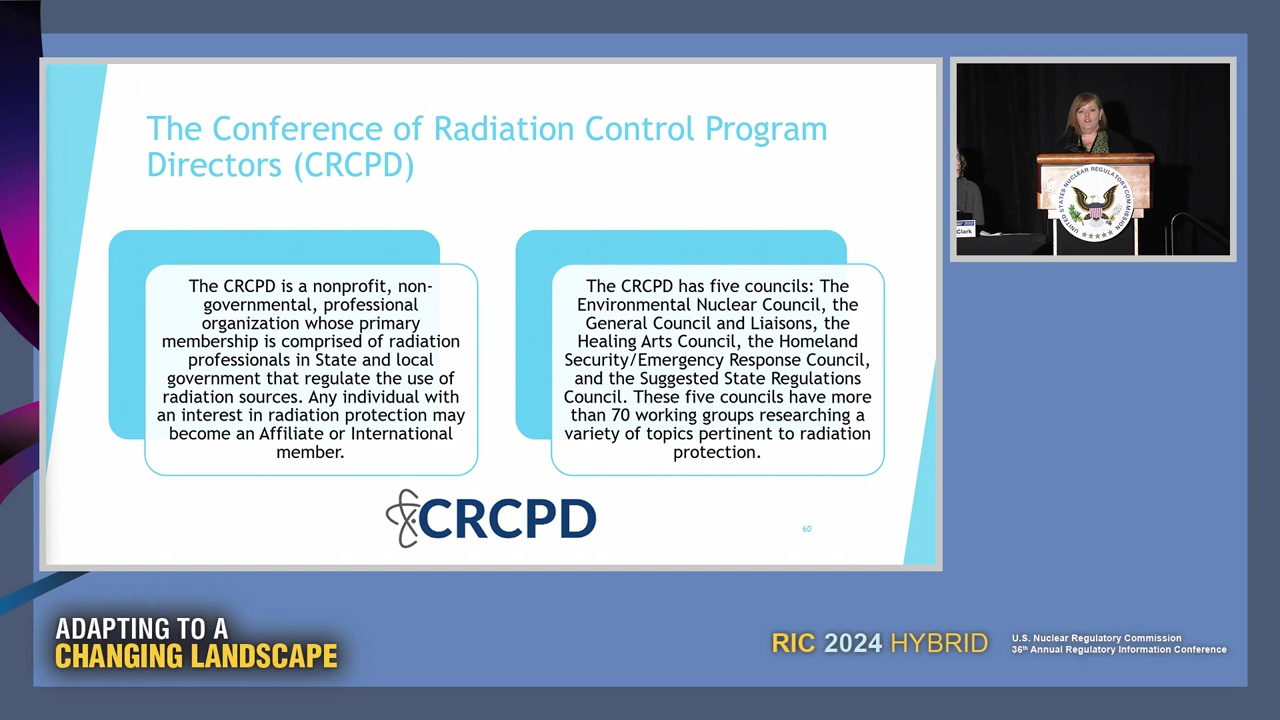 The Conference of Radiation Control Program
Directors (CRCPD)
The CRCPD is a nonprofit, non-
governmental, professional
organization whose primary
membership is comprised of radiation
professionals in State and local
government that regulate the use of
radiation sources. Any individual with
an interest in radiation protection may
become an Affiliate or International
member.
The CRCPD has five councils: The
Environmental Nuclear Council, the
General Council and Liaisons, the
Healing Arts Council, the Homeland
Security/Emergency Response Council,
and the Suggested State Regulations
Council. These five councils have more
than 70 working groups researching a
variety of topics pertinent to radiation
protection.
CRCPD
60
UNITED STATES NUCLEAR REGULATORY COMMISSION
Clark
ADAPTING TO A
CHANGING LANDSCAPE
RIC 2024 HYBRID
U.S. Nuclear Regulatory Commission
36th Annual Regulatory Information Conference